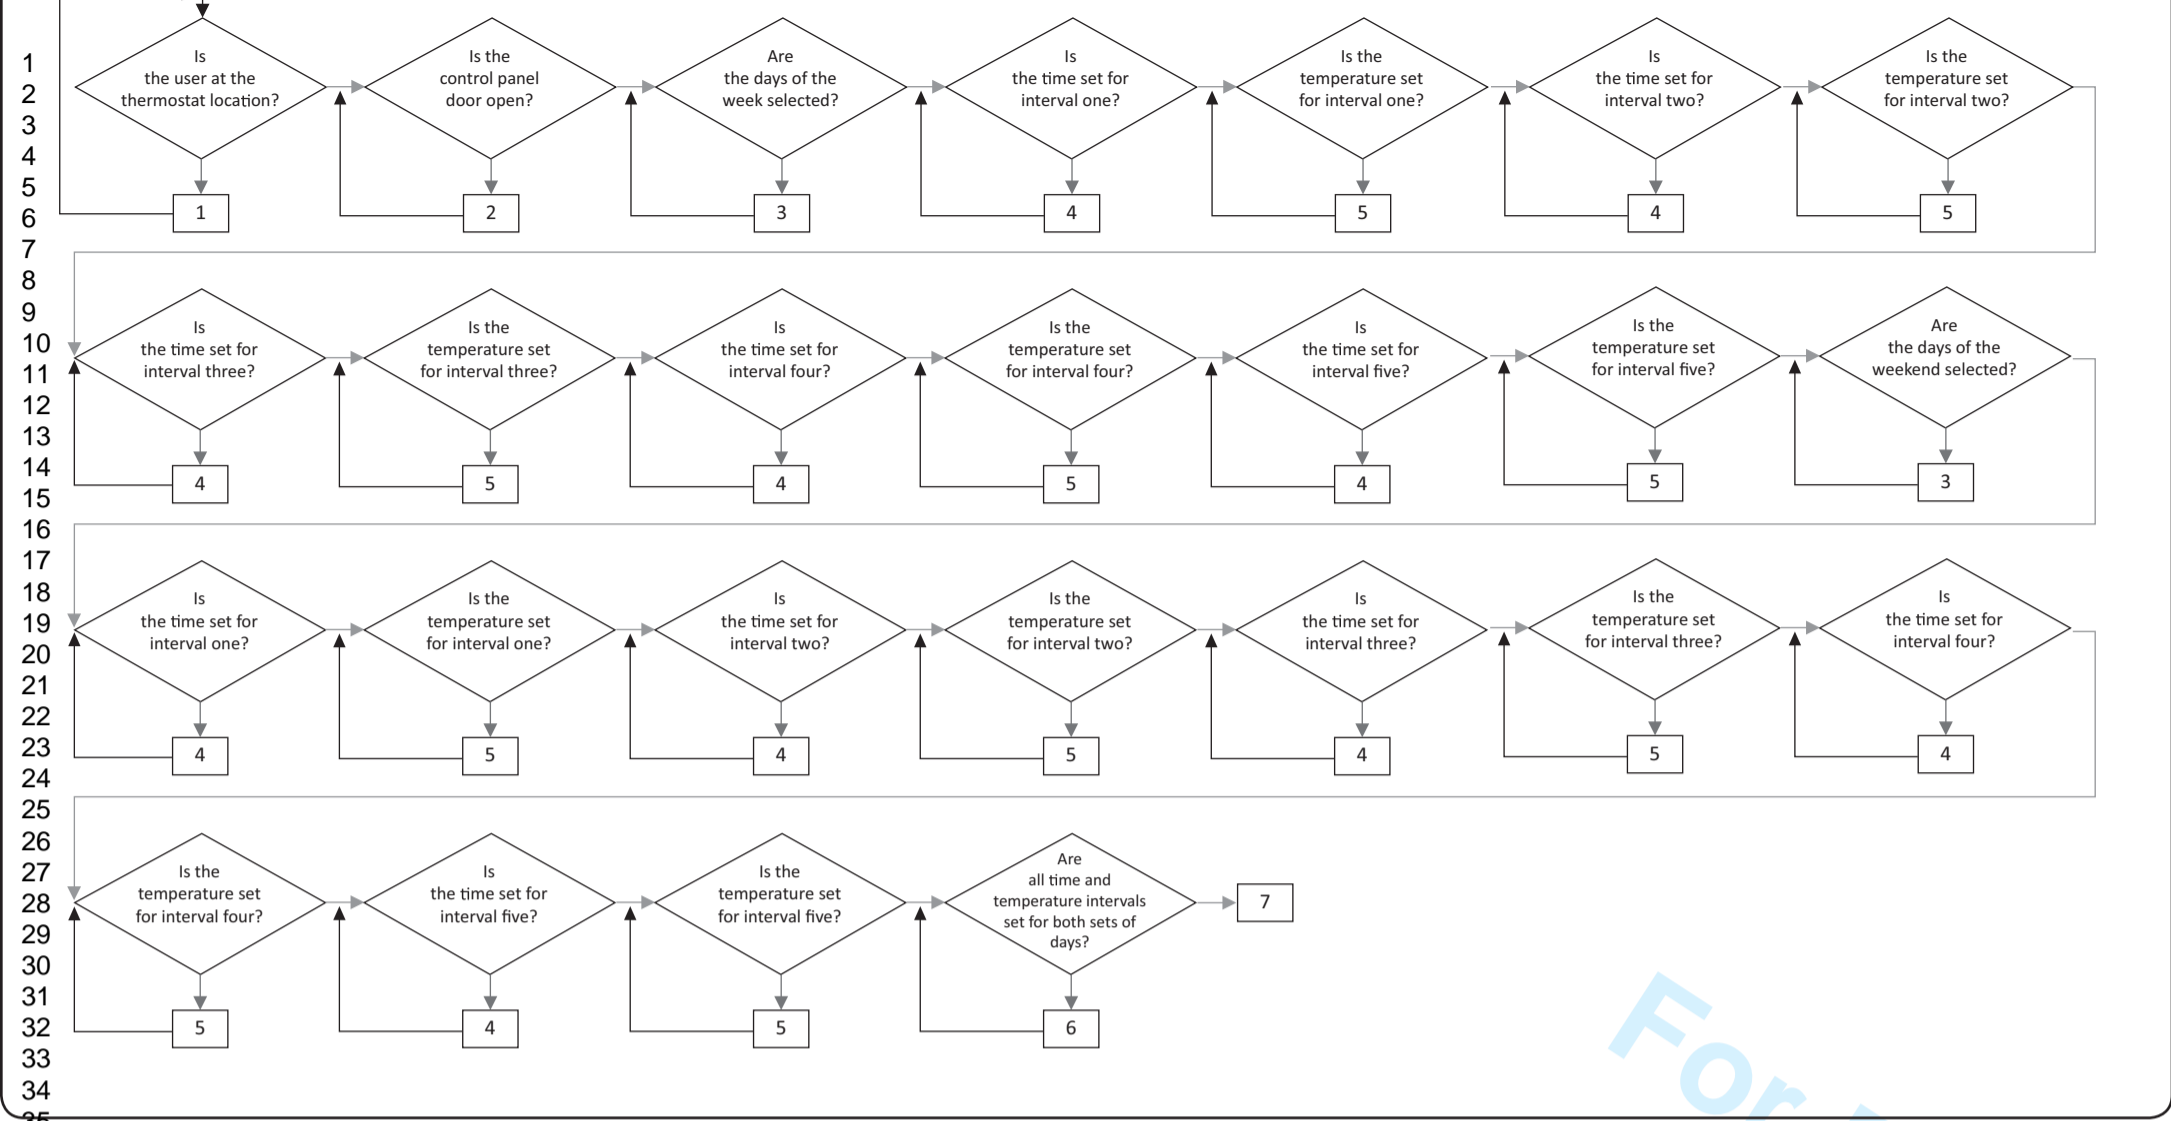 1
2
3
4
5
6
7
8
9
10
11
12
13
14
15
16
17
18
19
20
21
22
23
24
25
26
27
28
29
30
31
32
33
34
35
Is
the user at the
thermostat location?
Is the
control panel
door open?
Are
the days of the
week selected?
Is
the time set for
interval one?
Is the
temperature set
for interval one?
Is
the time set for
interval two?
Is the
temperature set
for interval two?
1
2
3
4
5
4
5
Is
the time set for
interval three?
Is the
temperature set
for interval three?
Is
the time set for
interval four?
Is the
temperature set
for interval four?
Is
the time set for
interval five?
Is the
temperature set
for interval five?
Are
the days of the
weekend selected?
4
5
4
5
4
5
3
Is
the time set for
interval one?
Is the
temperature set
for interval one?
Is
the time set for
interval two?
Is the
temperature set
for interval two?
Is
the time set for
interval three?
Is the
temperature set
for interval three?
Is
the time set for
interval four?
4
5
4
5
4
5
4
Is the
temperature set
for interval four?
Is
the time set for
interval five?
Is the
temperature set
for interval five?
Are
all time and
temperature intervals
set for both sets of
days?
7
5
4
5
6
For